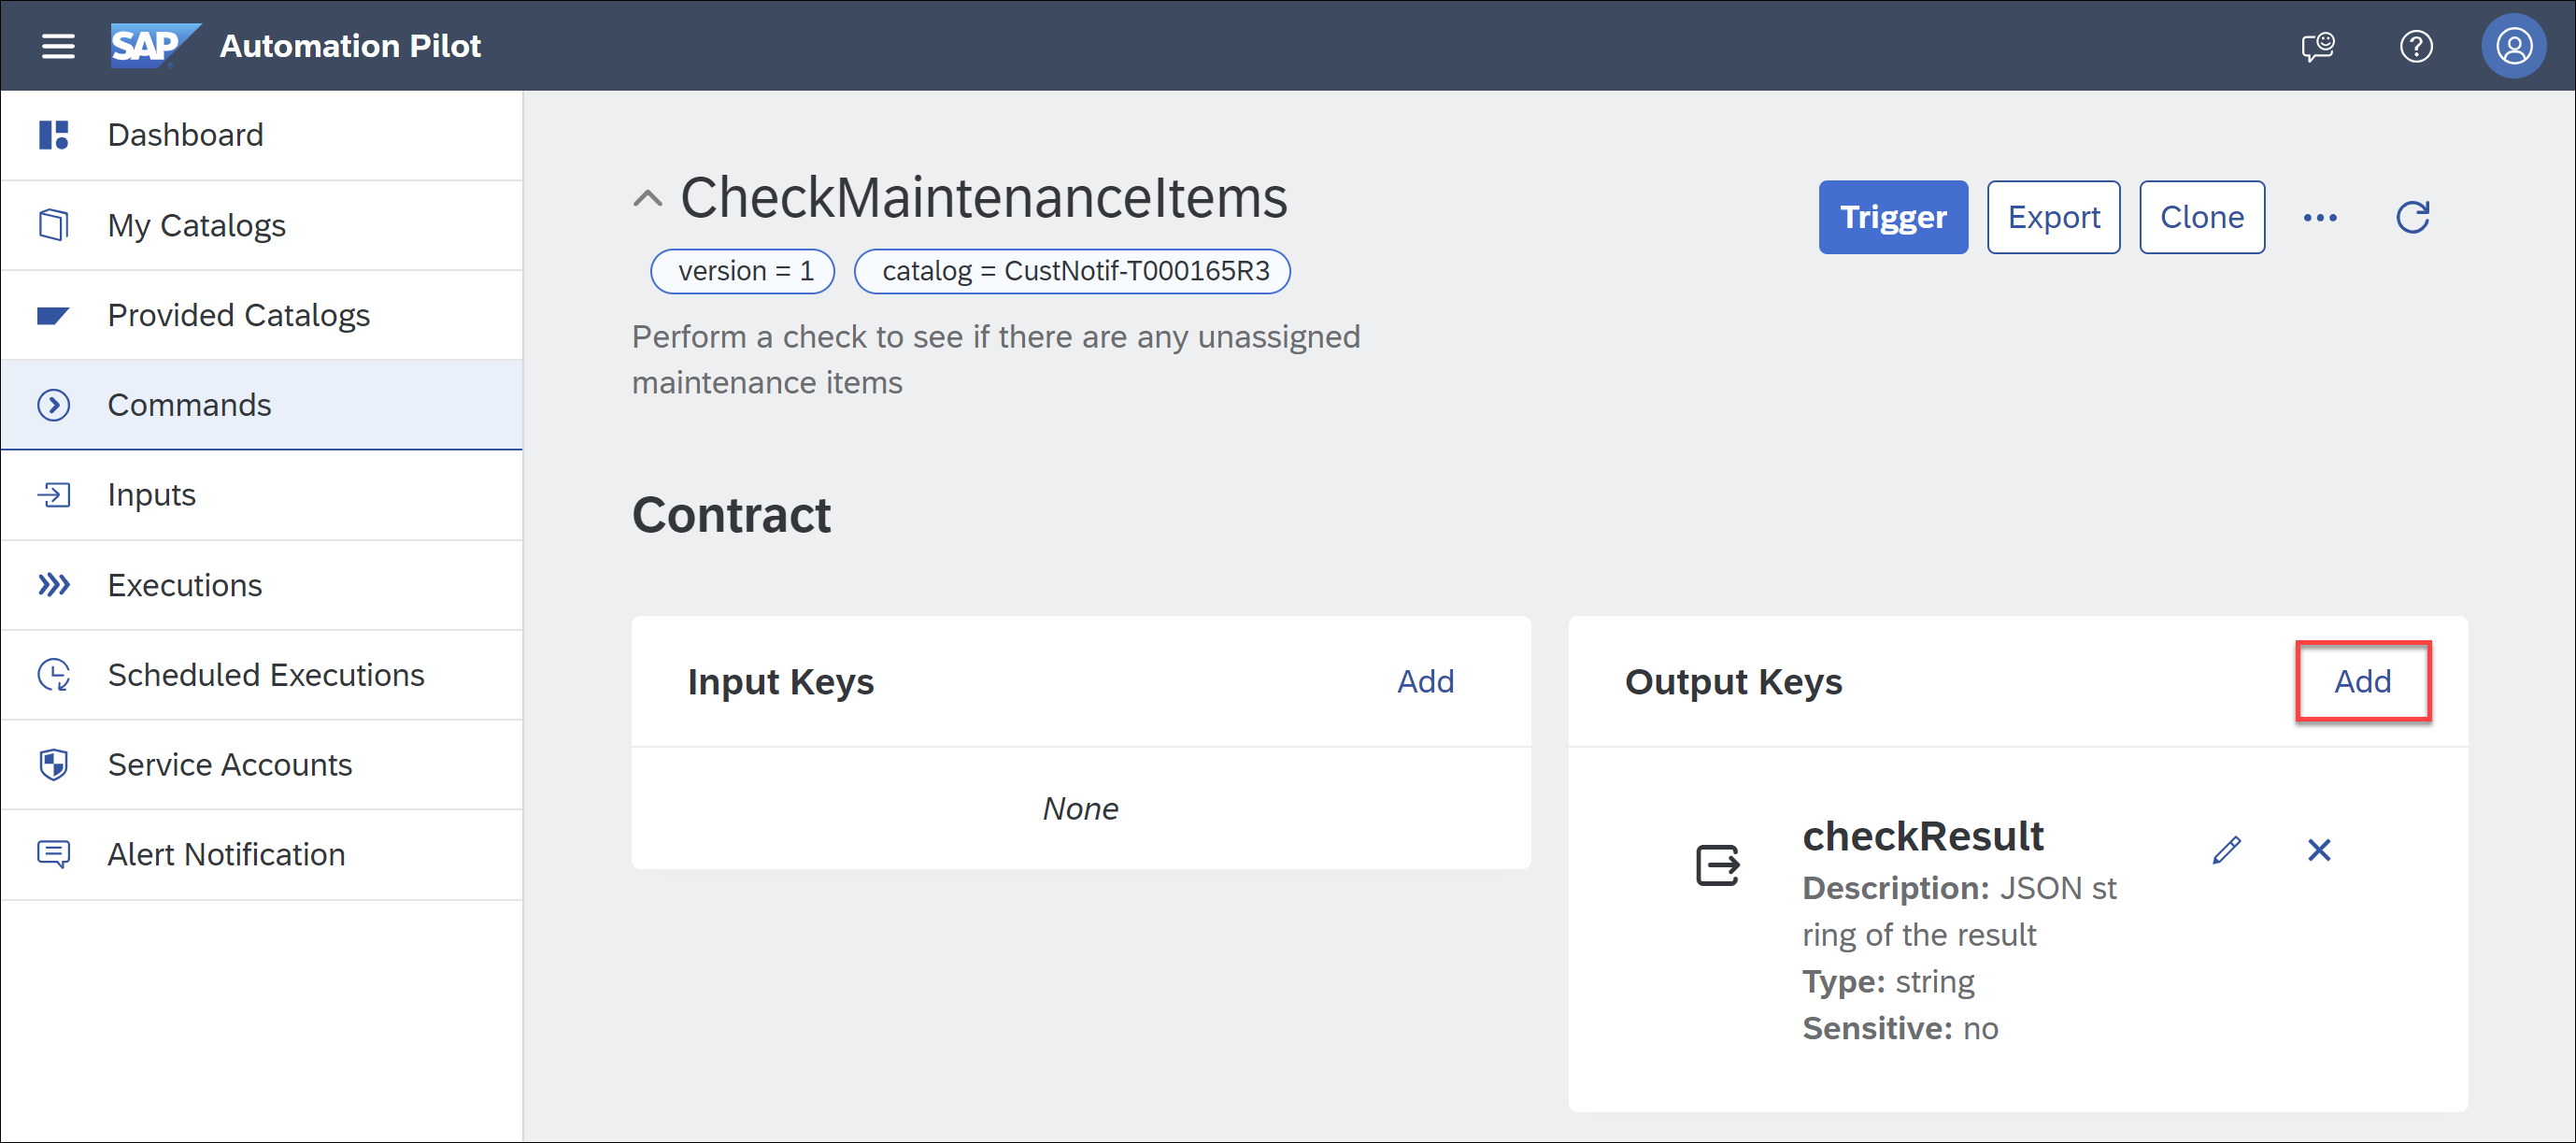 SAP Automation Pilot
Dashboard
My Catalogs
Provided Catalogs
Commands
Inputs
Executions
Scheduled Executions
Service Accounts
Alert Notification
CheckMaintenanceItems
version = 1 catalog = CustNotif-T000165R3
Perform a check to see if there are any unassigned
maintenance items
Trigger Export Clone
Contract
Input Keys Add
None
Output Keys Add
checkResult
Description: JSON st
ring of the result
Type: string
Sensitive: no